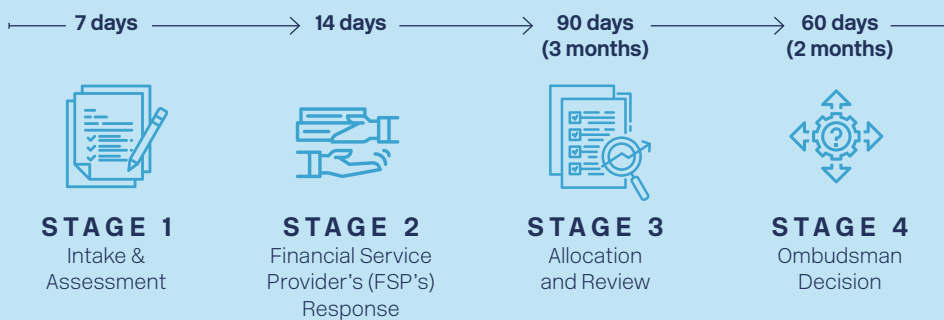 7 days
14 days
90 days
(3 months)
60 days
(2 months)
?
STAGE 1
Intake &
Assessment
STAGE 2
Financial Service
Provider's (FSP's)
Response
STAGE 3
Allocation
and Review
STAGE 4
Ombudsman
Decision